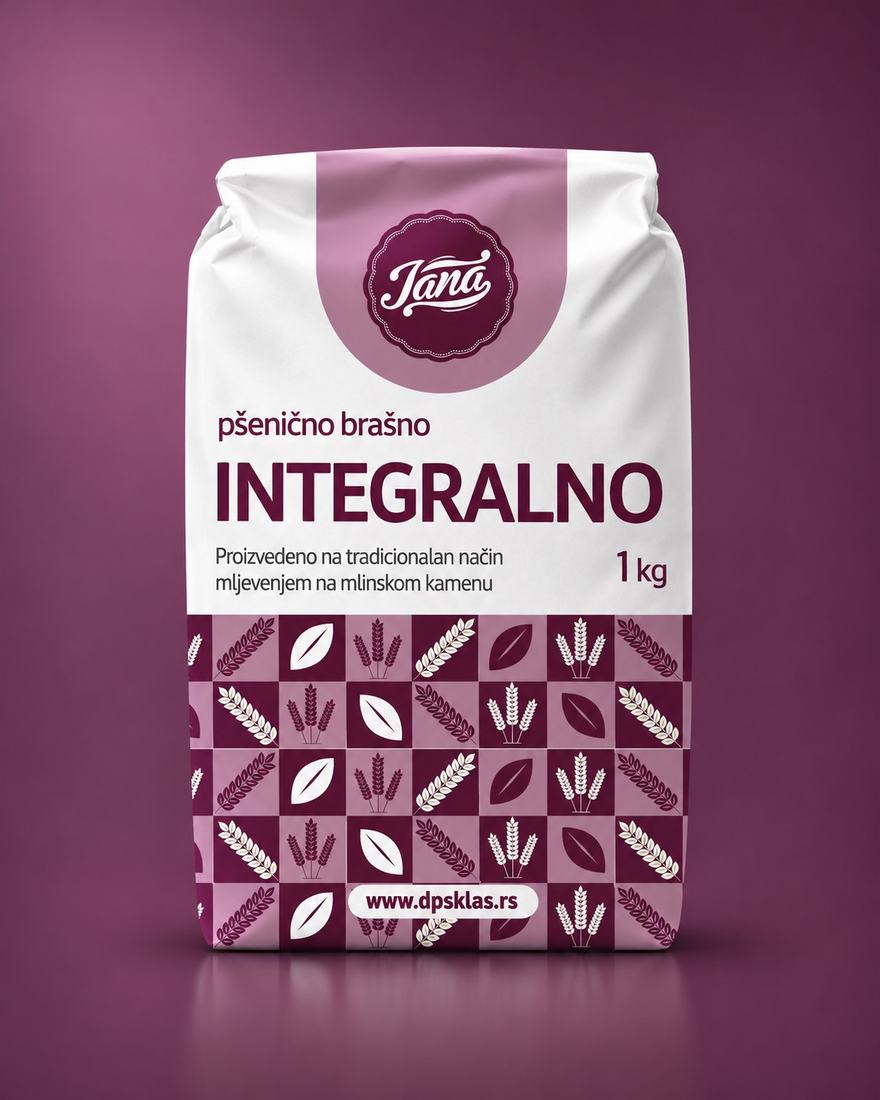 Jana
pšenično brašno
INTEGRALNO
Proizvedeno na tradicionalan način
mljevenjem na mlinskom kamenu
1 kg
www.dpsklas.rs